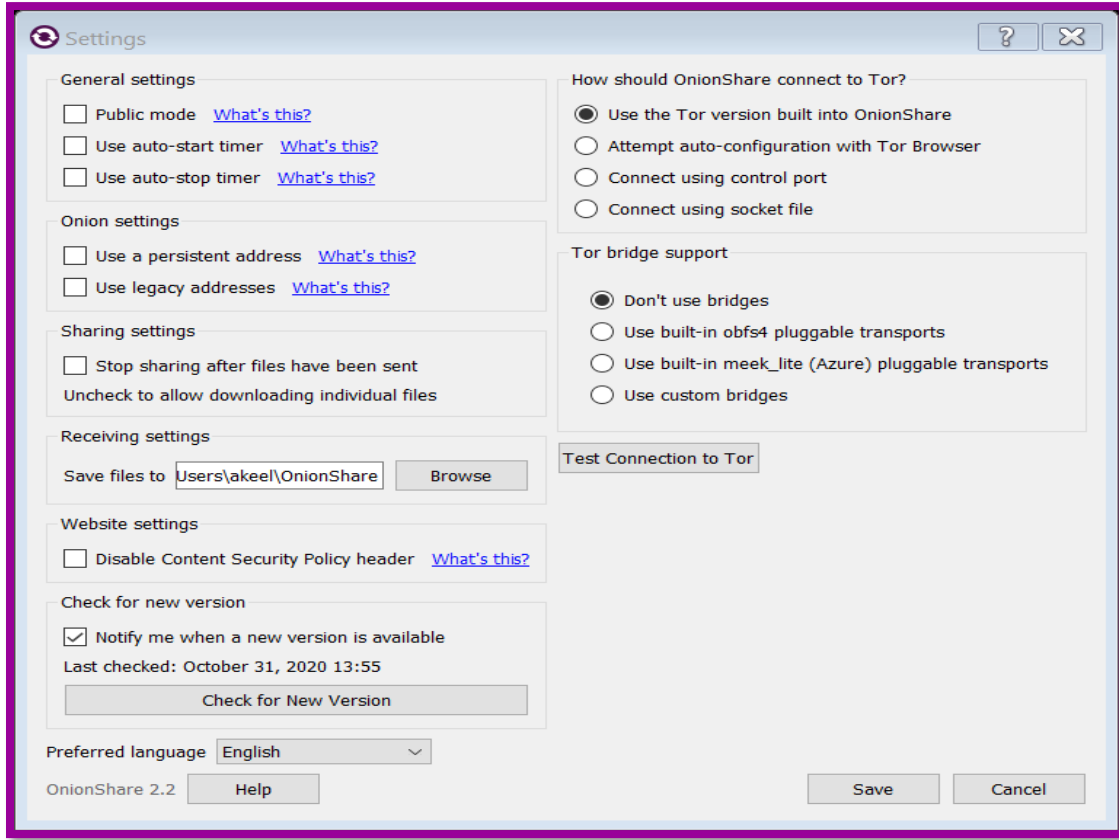 Settings
General settings
Public mode What's this?
Use auto-start timer What's this?
Use auto-stop timer What's this?
Onion settings
Use a persistent address What's this?
Use legacy addresses What's this?
Sharing settings
Stop sharing after files have been sent
Uncheck to allow downloading individual files
Receiving settings
Save files to Users\akeel\OnionShare Browse
Website settings
Disable Content Security Policy header What's this?
Check for new version
Notify me when a new version is available
Last checked: October 31, 2020 13:55
Check for New Version
Preferred language English
OnionShare 2.2 Help
How should OnionShare connect to Tor?
Use the Tor version built into OnionShare
Attempt auto-configuration with Tor Browser
Connect using control port
Connect using socket file
Tor bridge support
Don't use bridges
Use built-in obfs4 pluggable transports
Use built-in meek_lite (Azure) pluggable transports
Use custom bridges
Test Connection to Tor
Save Cancel